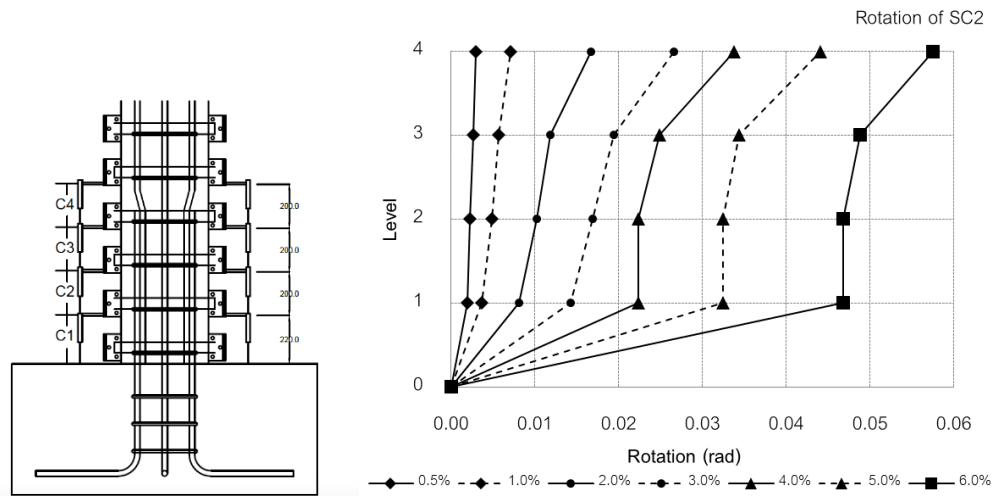 C4
C3
C2
C1
200.0
200.0
200.0
220.0
Rotation of SC2
Level
4
3
2
1
0
0.00 0.01 0.02 0.03 0.04 0.05 0.06
Rotation (rad)
0.5% 1.0% 2.0% 3.0% 4.0% 5.0% 6.0%